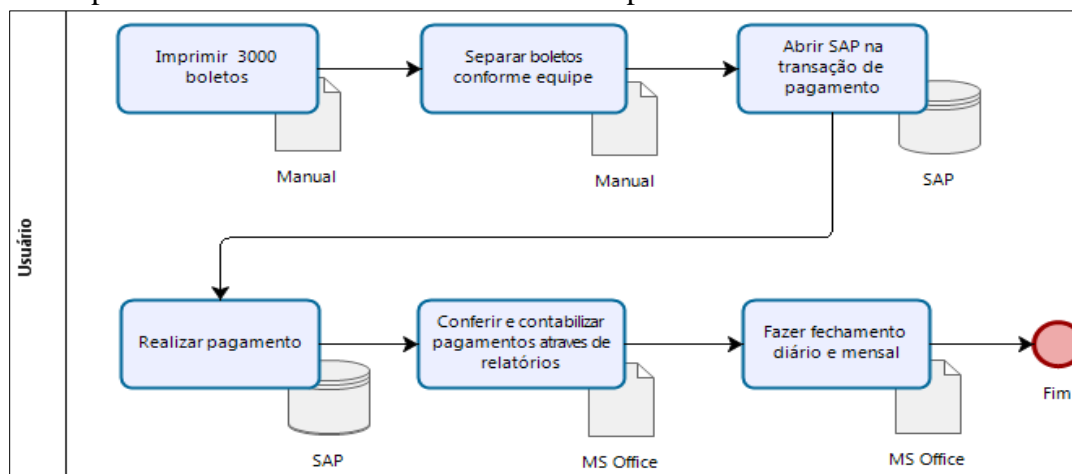 Usuário
Imprimir 3000
boletos
Manual
Separar boletos
conforme equipe
Manual
Abrir SAP na
transação de
pagamento
SAP
Realizar pagamento
SAP
Conferir e contabilizar
pagamentos atraves de
relatórios
MS Office
Fazer fechamento
diário e mensal
MS Office
Fim